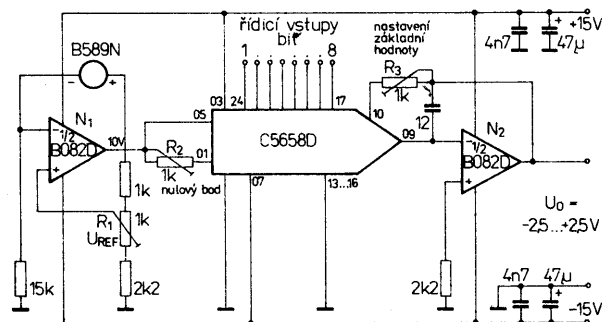 řídicí vstupy
bit
1 . . . . . . 8
nastavení
základní
hodnoty
+15V
4n7
47µ
B589N
N1
-1/2
B082D
10V
03
24
17
05
01
R2
1k
nulový bod
C5658D
R3
1k
10
09
12
N2
-1/2
B082D
1k
R1
1k
UREF
15k
2k2
07
13...16
2k2
U0 =
-2,5...+2,5V
4n7
47µ
-15V